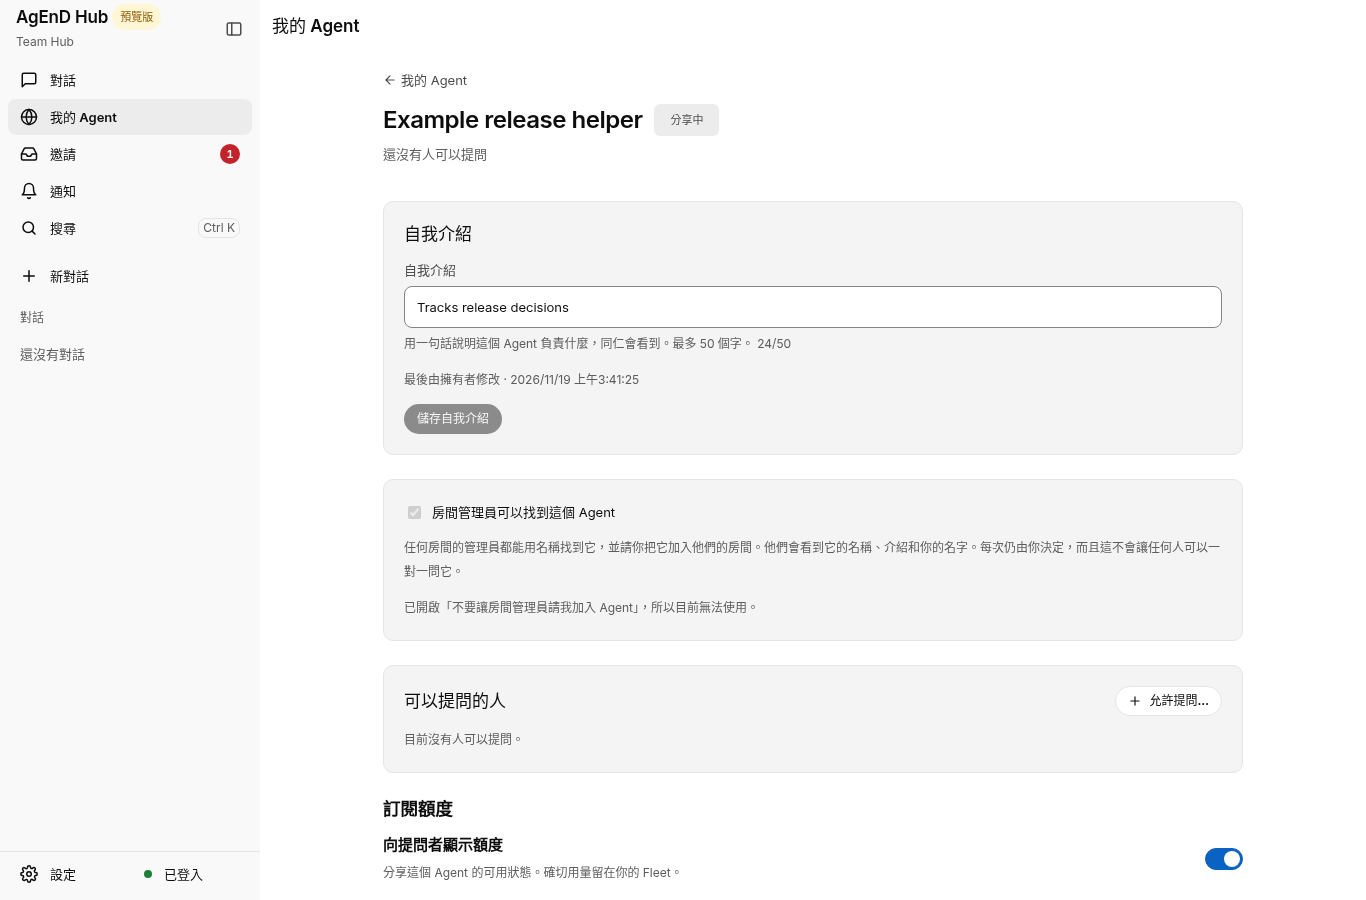 AgEnD Hub 預覽版
Team Hub
對話
我的 Agent
邀請 1
通知
搜尋 Ctrl K
新對話
對話
還沒有對話
設定
已登入
我的 Agent
← 我的 Agent
Example release helper 分享中
還沒有人可以提問
自我介紹
自我介紹
Tracks release decisions
用一句話說明這個 Agent 負責什麼，同仁會看到。最多 50 個字。 24/50
最後由擁有者修改 · 2026/11/19 上午3:41:25
儲存自我介紹
房間管理員可以找到這個 Agent
任何房間的管理員都能用名稱找到它，並請你把它加入他們的房間。他們會看到它的名稱、介紹和你的名字。每次仍由你決定，而且這不會讓任何人可以一
對一問它。
已開啟「不要讓房間管理員請我加入 Agent」，所以目前無法使用。
可以提問的人
允許提問...
目前沒有人可以提問。
訂閱額度
向提問者顯示額度
分享這個 Agent 的可用狀態。確切用量留在你的 Fleet。